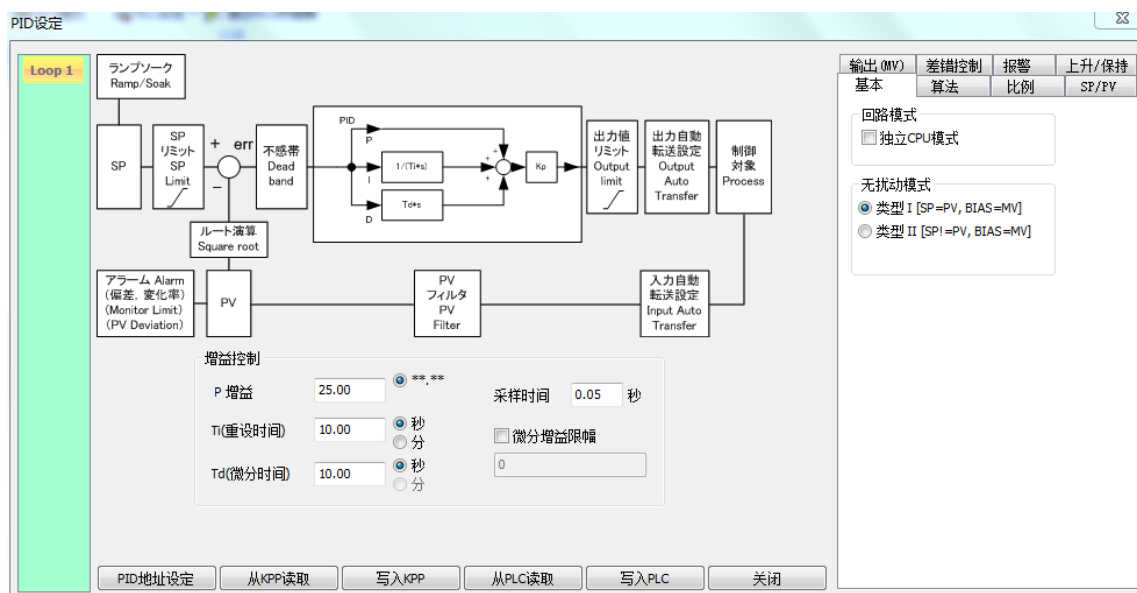 PID设定
Loop 1
ランプソーク
Ramp/Soak
SP
SP
リミット
SP
Limit
+
err
−
不感帯
Dead
band
PID
P
I
D
1/(Ti*s)
Td*s
+
+
+
Kp
出力値
リミット
Output
limit
出力自動
転送設定
Output
Auto
Transfer
制御
対象
Process
ルート演算
Square root
アラーム Alarm
(偏差, 変化率)
(Monitor Limit)
(PV Deviation)
PV
PV
フィルタ
PV
Filter
入力自動
転送設定
Input Auto
Transfer
增益控制
P 增益
25.00
**.**
采样时间
0.05
秒
Ti(重设时间)
10.00
秒
分
微分增益限幅
0
Td(微分时间)
10.00
秒
分
PID地址设定
从KPP读取
写入KPP
从PLC读取
写入PLC
关闭
输出(MV)
差错控制
报警
上升/保持
基本
算法
比例
SP/PV
回路模式
独立CPU模式
无扰动模式
类型 I [SP=PV, BIAS=MV]
类型 II [SP!=PV, BIAS=MV]